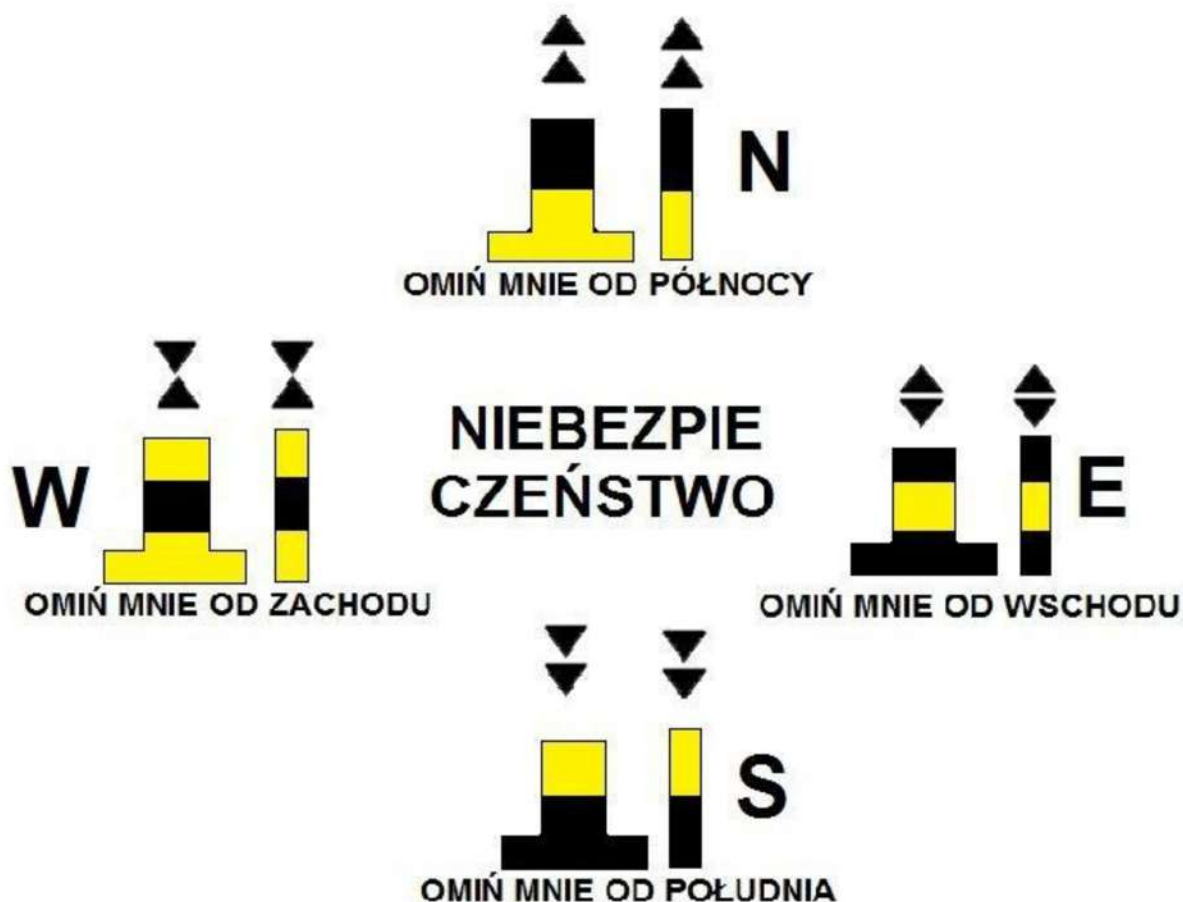 N
OMIŃ MNIE OD PÓŁNOCY
NIEBEZPIE
CZEŃSTWO
W
OMIŃ MNIE OD ZACHODU
E
OMIŃ MNIE OD WSCHODU
S
OMIŃ MNIE OD POŁUDNIA